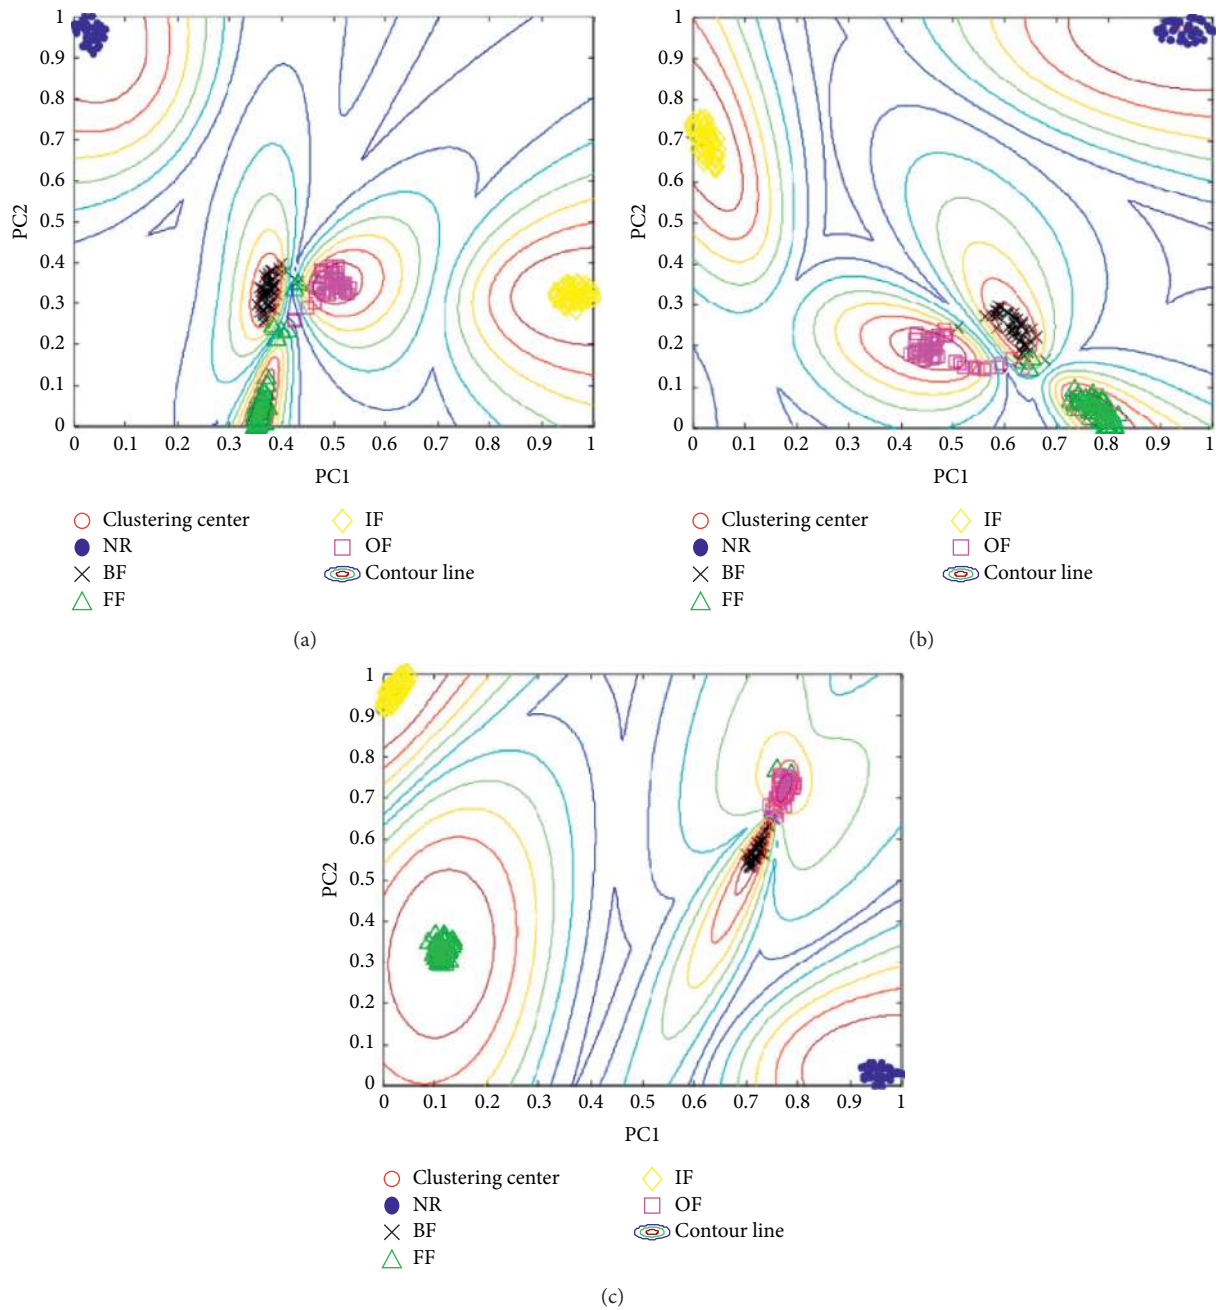 1 1
0.9 0.9
0.8 0.8
0.7 0.7
0.6 0.6
PC2 0.5 PC2 0.5
0.4 0.4
0.3 0.3
0.2 0.2
0.1 0.1
0 0
0 0.1 0.2 0.3 0.4 0.5 0.6 0.7 0.8 0.9 1 0 0.1 0.2 0.3 0.4 0.5 0.6 0.7 0.8 0.9 1
PC1 PC1
Clustering center IF Clustering center IF
NR OF NR OF
BF Contour line BF Contour line
FF FF
(a) (b)
1
0.9
0.8
0.7
0.6
PC2 0.5
0.4
0.3
0.2
0.1
0
0 0.1 0.2 0.3 0.4 0.5 0.6 0.7 0.8 0.9 1
PC1
Clustering center IF
NR OF
BF Contour line
FF
(c)